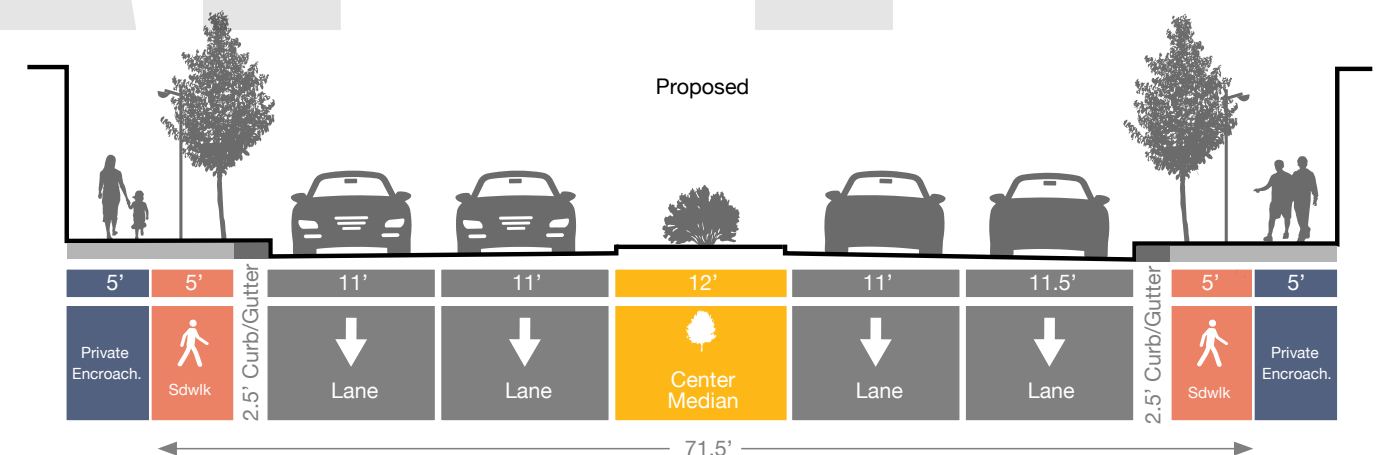 Proposed
5’
5’
2.5’ Curb/Gutter
11’
11’
12’
11’
11.5’
2.5’ Curb/Gutter
5’
5’
Private
Encroach.
Sdwlk
Lane
Lane
Center
Median
Lane
Lane
Sdwlk
Private
Encroach.
71.5’